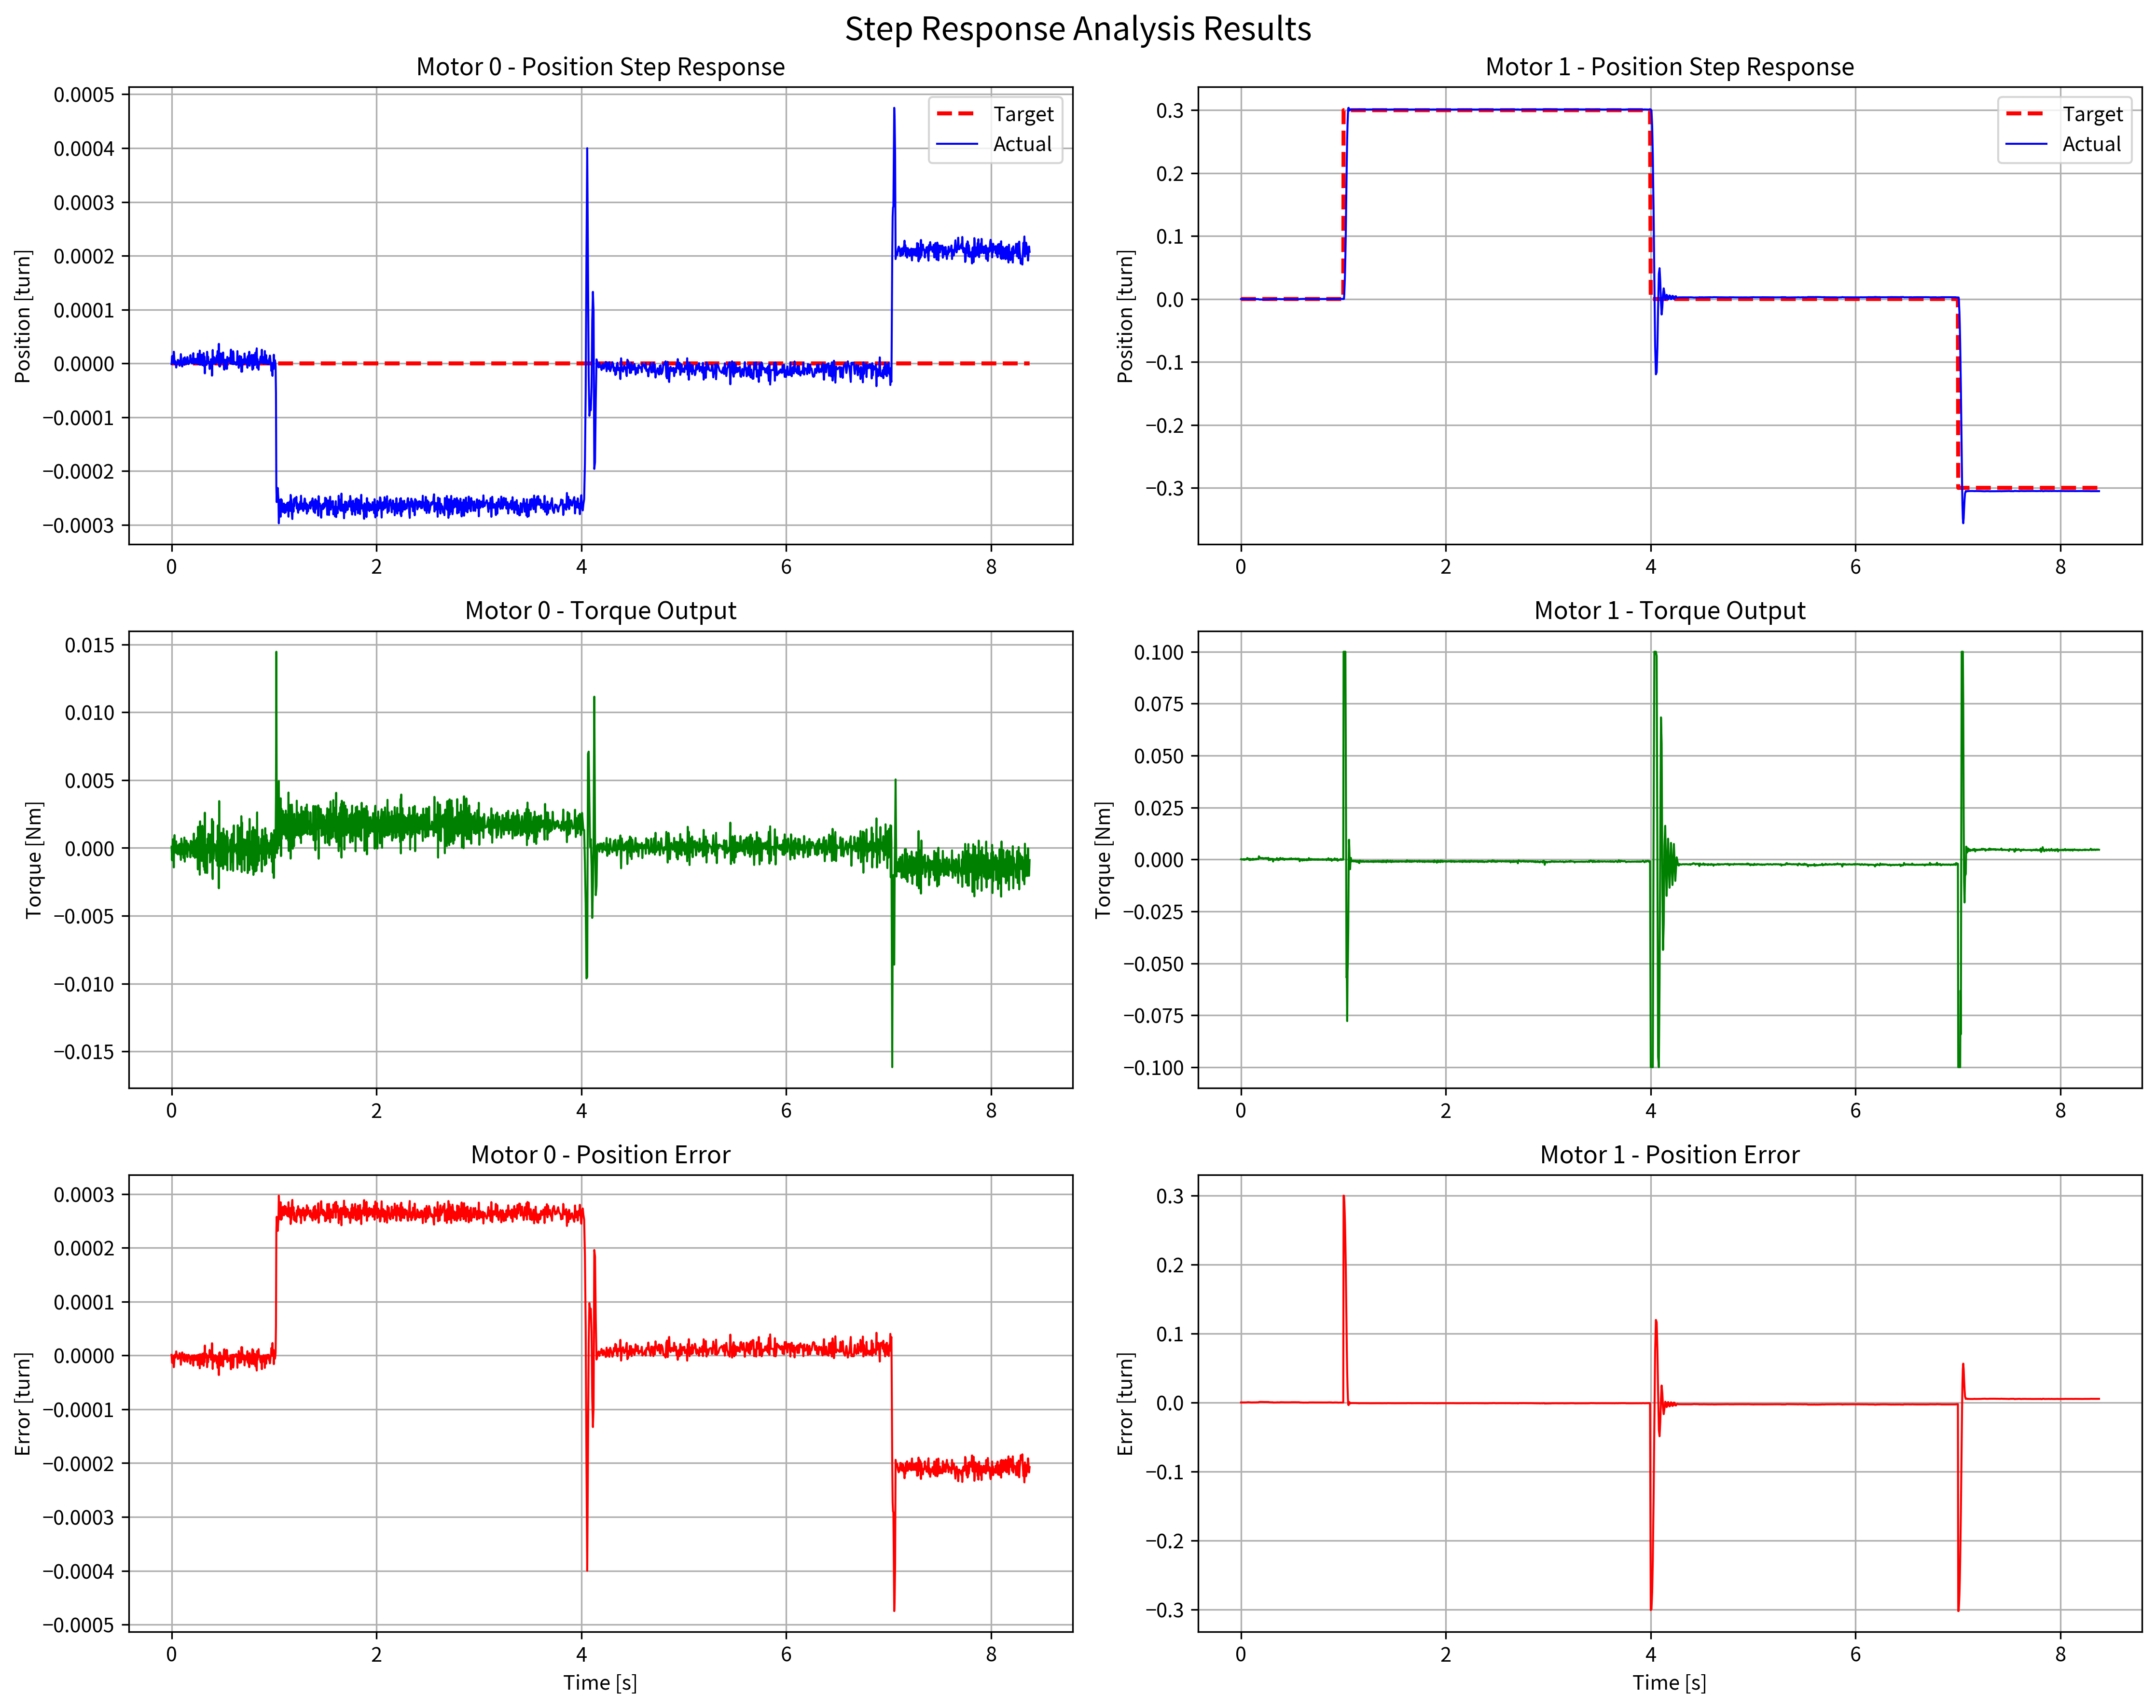 Step Response Analysis Results
Motor 0 - Position Step Response
Position [turn]
0.0005
0.0004
0.0003
0.0002
0.0001
0.0000
−0.0001
−0.0002
−0.0003
Target
Actual
0 2 4 6 8
Motor 1 - Position Step Response
Position [turn]
0.3
0.2
0.1
0.0
−0.1
−0.2
−0.3
Target
Actual
0 2 4 6 8
Motor 0 - Torque Output
Torque [Nm]
0.015
0.010
0.005
0.000
−0.005
−0.010
−0.015
0 2 4 6 8
Motor 1 - Torque Output
Torque [Nm]
0.100
0.075
0.050
0.025
0.000
−0.025
−0.050
−0.075
−0.100
0 2 4 6 8
Motor 0 - Position Error
Error [turn]
0.0003
0.0002
0.0001
0.0000
−0.0001
−0.0002
−0.0003
−0.0004
−0.0005
0 2 4 6 8
Time [s]
Motor 1 - Position Error
Error [turn]
0.3
0.2
0.1
0.0
−0.1
−0.2
−0.3
0 2 4 6 8
Time [s]